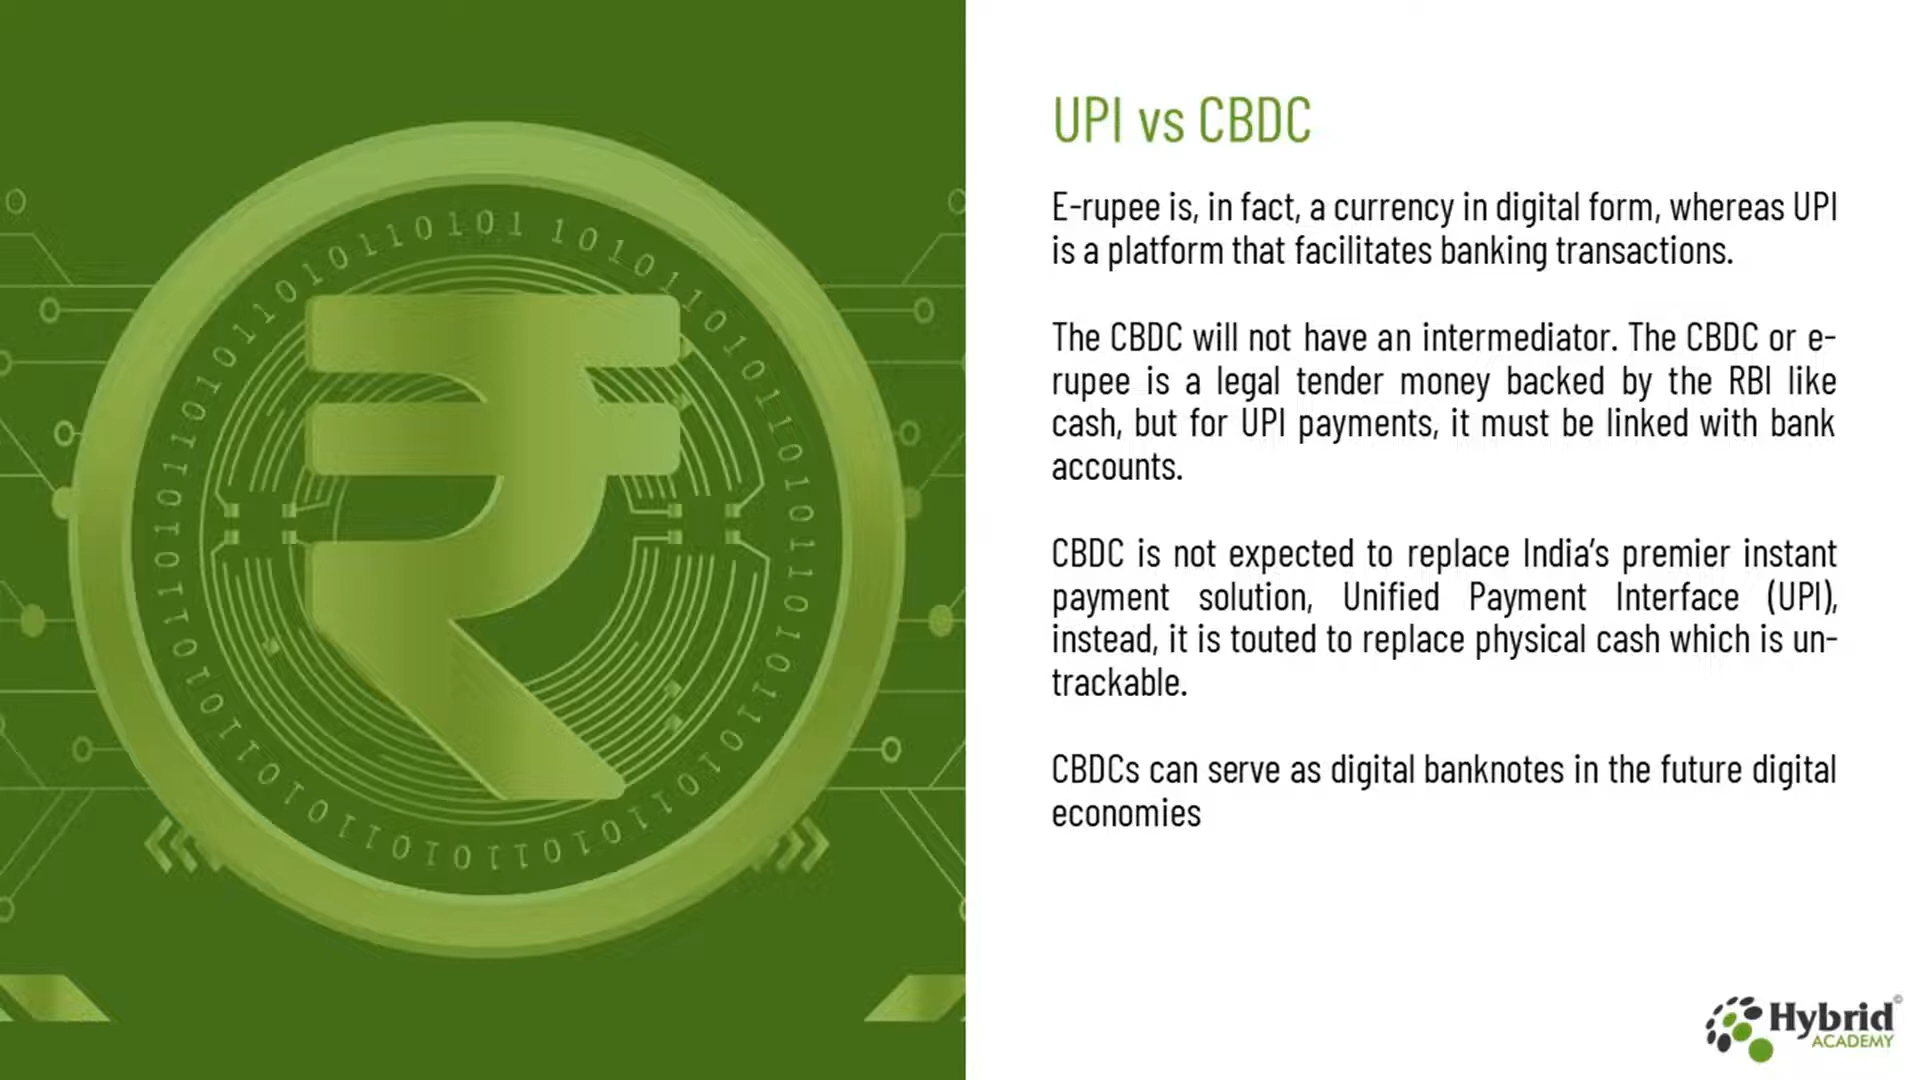 UPI vs CBDC
E-rupee is, in fact, a currency in digital form, whereas UPI
is a platform that facilitates banking transactions.
The CBDC will not have an intermediator. The CBDC or e-
rupee is a legal tender money backed by the RBI like
cash, but for UPI payments, it must be linked with bank
accounts.
CBDC is not expected to replace India's premier instant
payment solution, Unified Payment Interface (UPI),
instead, it is touted to replace physical cash which is un-
trackable.
CBDCs can serve as digital banknotes in the future digital
economies
Hybrid©
ACADEMY